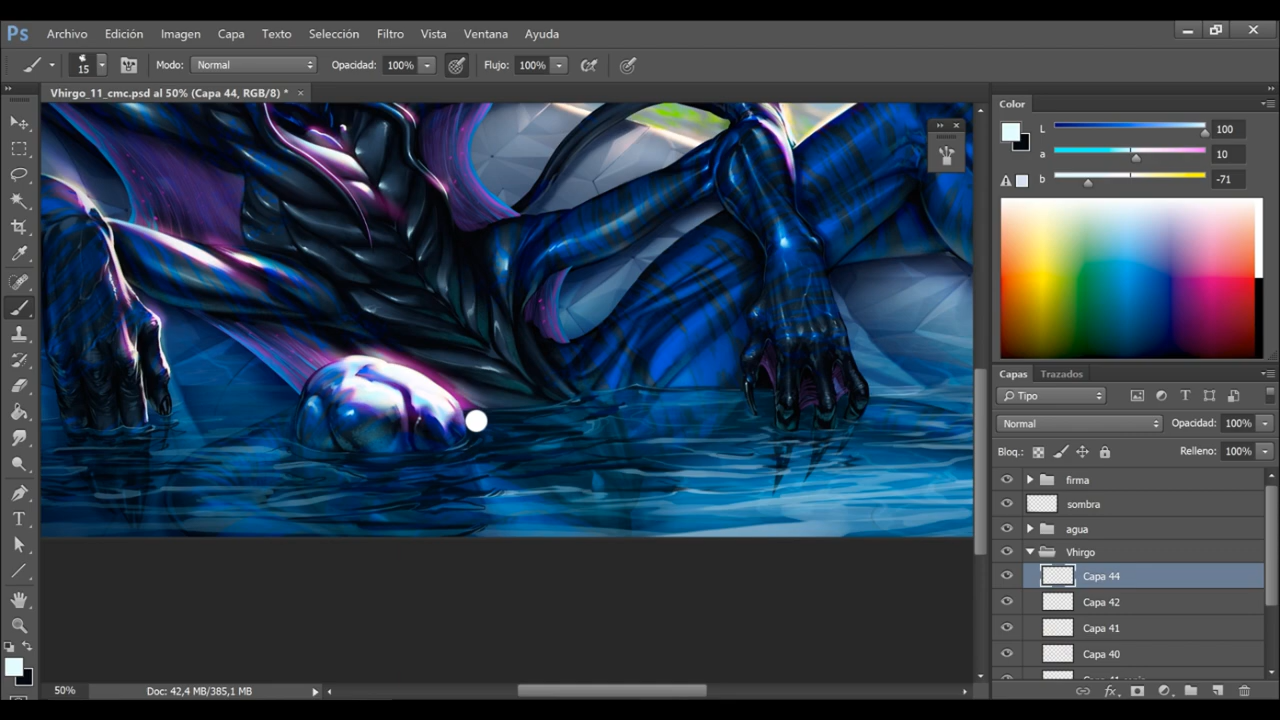 Ps Archivo Edición Imagen Capa Texto Selección Filtro Vista Ventana Ayuda
15 Modo: Normal Opacidad: 100% Flujo: 100%
Vhirgo_11_cmc.psd al 50% (Capa 44, RGB/8) * ×
Color
L 100
a 10
b -71
Capas Trazados
Tipo
Normal Opacidad: 100%
Bloq.: Relleno: 100%
firma
sombra
agua
Vhirgo
Capa 44
Capa 42
Capa 41
Capa 40
50% Doc: 42,4 MB/385,1 MB